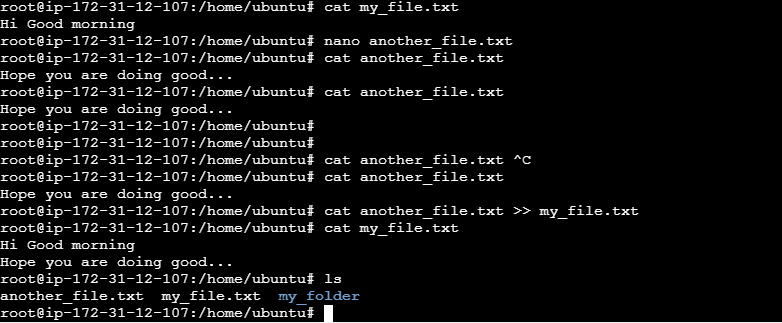 root@ip-172-31-12-107:/home/ubuntu# cat my_file.txt
Hi Good morning
root@ip-172-31-12-107:/home/ubuntu# nano another_file.txt
root@ip-172-31-12-107:/home/ubuntu# cat another_file.txt
Hope you are doing good...
root@ip-172-31-12-107:/home/ubuntu# cat another_file.txt
Hope you are doing good...
root@ip-172-31-12-107:/home/ubuntu#
root@ip-172-31-12-107:/home/ubuntu#
root@ip-172-31-12-107:/home/ubuntu# cat another_file.txt ^C
root@ip-172-31-12-107:/home/ubuntu# cat another_file.txt
Hope you are doing good...
root@ip-172-31-12-107:/home/ubuntu# cat another_file.txt >> my_file.txt
root@ip-172-31-12-107:/home/ubuntu# cat my_file.txt
Hi Good morning
Hope you are doing good...
root@ip-172-31-12-107:/home/ubuntu# ls
another_file.txt  my_file.txt  my_folder
root@ip-172-31-12-107:/home/ubuntu#